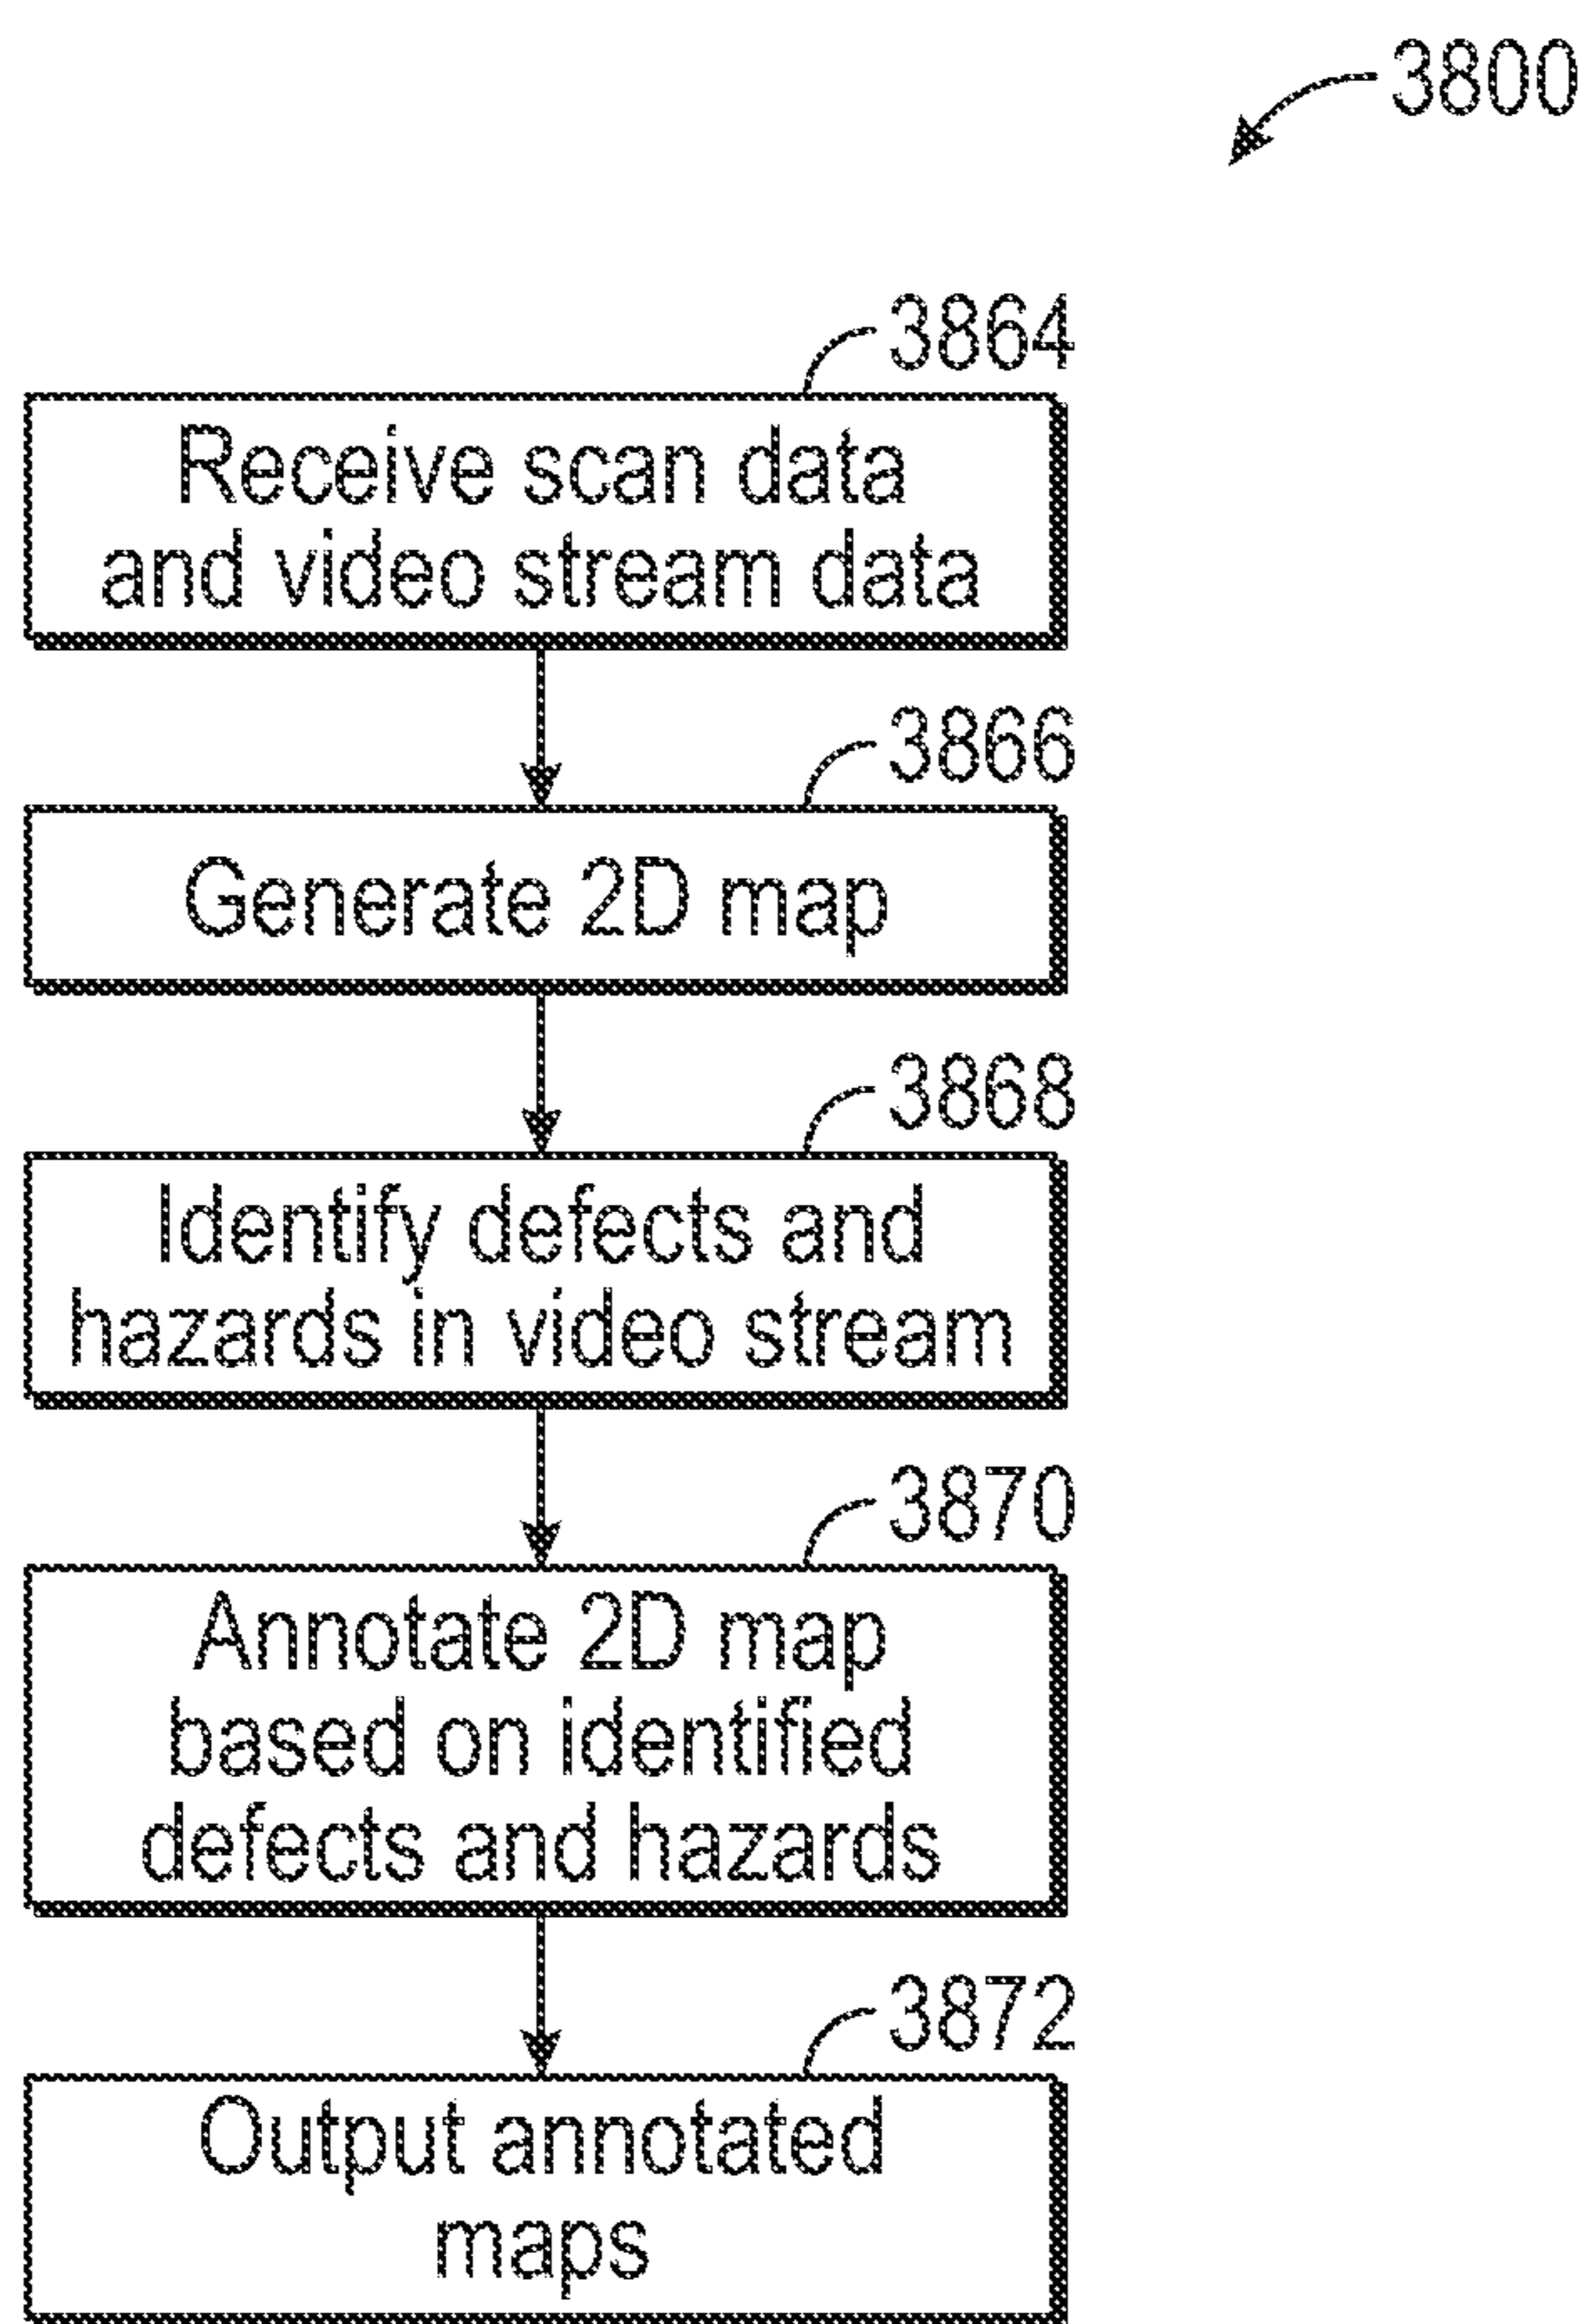 3800
3864
Receive scan data
and video stream data
3866
Generate 2D map
3868
Identify defects and
hazards in video stream
3870
Annotate 2D map
based on identified
defects and hazards
3872
Output annotated
maps